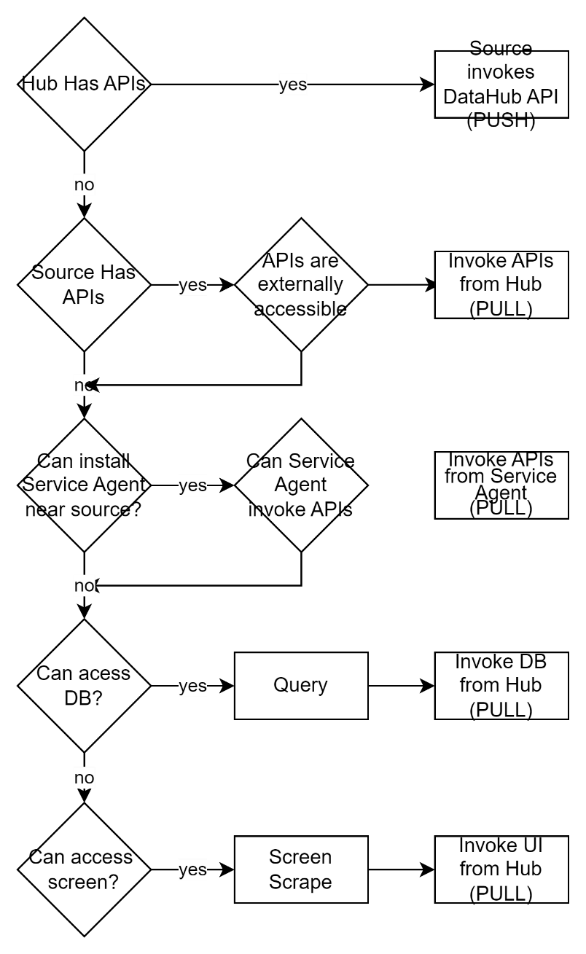 Hub Has APIs
yes
Source
invokes
DataHub API
(PUSH)
no
Source Has
APIs
yes
APIs are
externally
accessible
Invoke APIs
from Hub
(PULL)
no
Can install
Service Agent
near source?
yes
Can Service
Agent
invoke APIs
Invoke APIs
from Service
Agent
(PULL)
no
Can acess
DB?
yes
Query
Invoke DB
from Hub
(PULL)
no
Can access
screen?
yes
Screen
Scrape
Invoke UI
from Hub
(PULL)